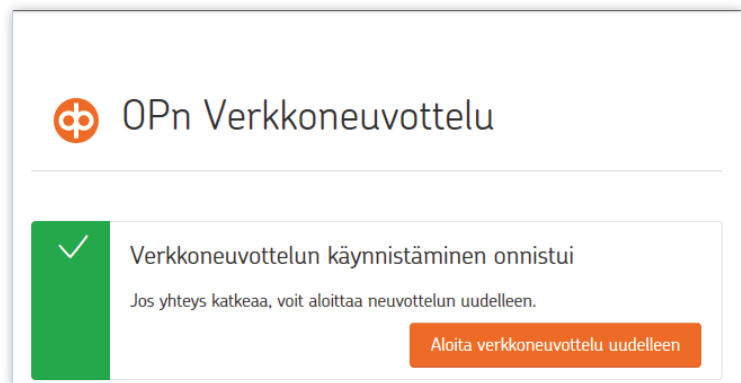 OPn Verkkoneuvottelu
Verkkoneuvottelun käynnistäminen onnistui
Jos yhteys katkeaa, voit aloittaa neuvottelun uudelleen.
Aloita verkkoneuvottelu uudelleen